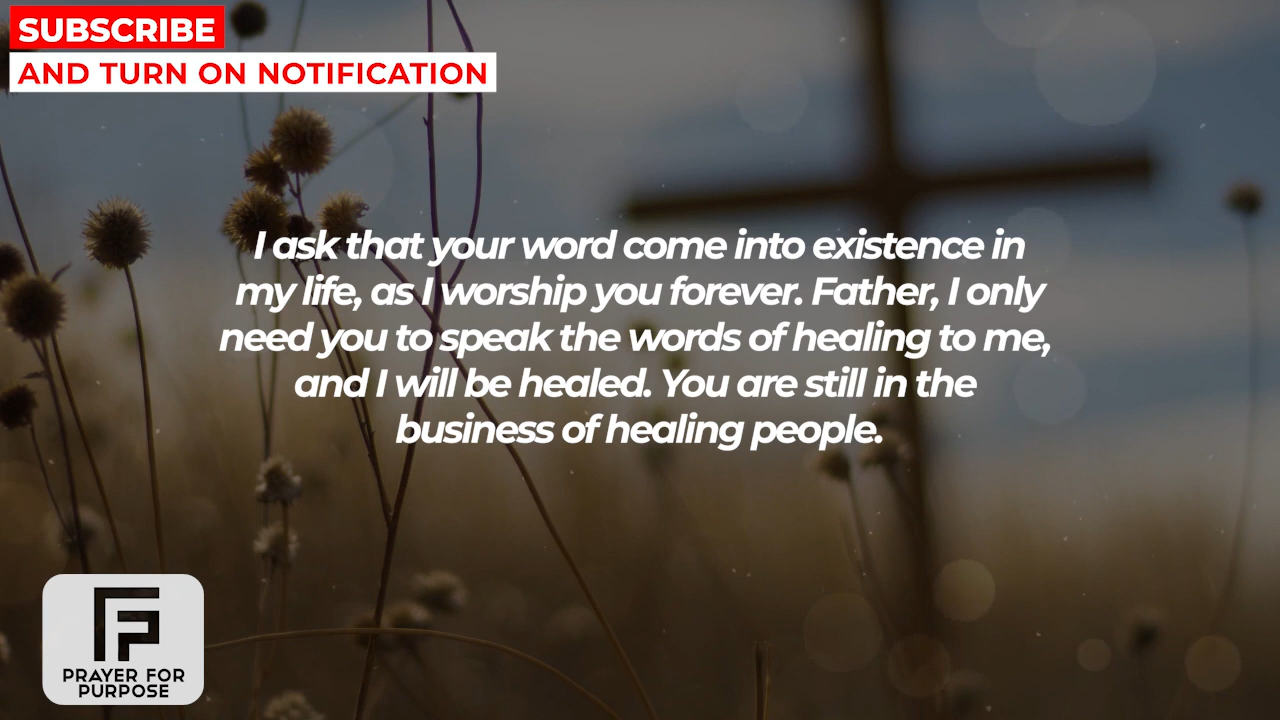 SUBSCRIBE
AND TURN ON NOTIFICATION
I ask that your word come into existence in
my life, as I worship you forever. Father, I only
need you to speak the words of healing to me,
and I will be healed. You are still in the
business of healing people.
PRAYER FOR
PURPOSE